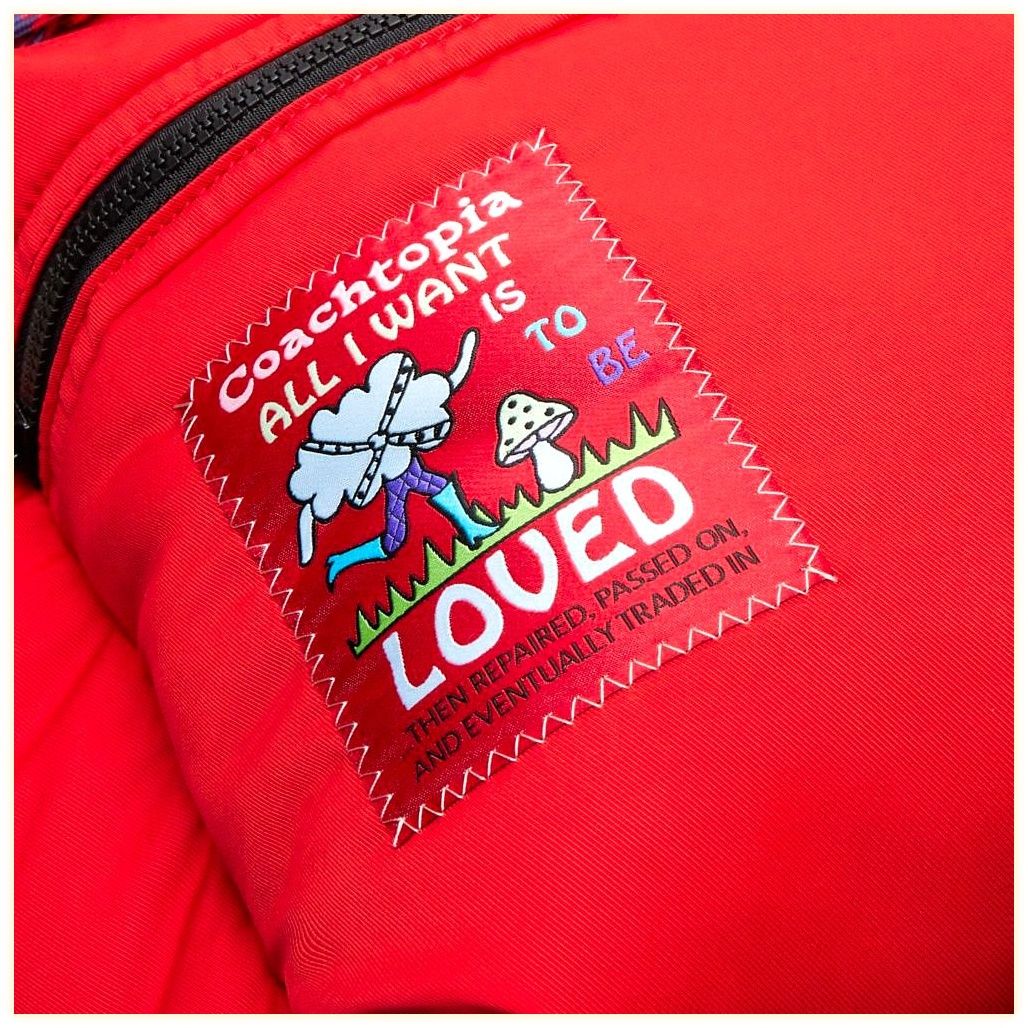 Coachtopia
ALL I WANT
IS
TO
BE
LOVED
THEN REPAIRED, PASSED ON,
AND EVENTUALLY TRADED IN